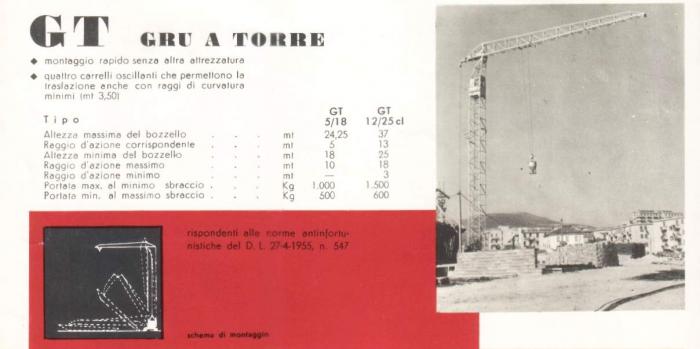 GT GRU A TORRE
◆ montaggio rapido senza altra attrezzatura
◆ quattro carrelli oscillanti che permettono la
traslazione anche con raggi di curvatura
minimi (mt 3,50)
GT GT
Tipo 5/18 12/25 cl
Altezza massima del bozzello . . . mt 24,25 37
Raggio d'azione corrispondente . . . mt 5 13
Altezza minima del bozzello . . . mt 18 25
Raggio d'azione massimo . . . mt 10 18
Raggio d'azione minimo . . . mt — 3
Portata max. al minimo sbraccio . . . Kg 1.000 1.500
Portata min. al massimo sbraccio . . . Kg 500 600
rispondenti alle norme antinfortu-
nistiche del D. L. 27-4-1955, n. 547
schema di montaggio